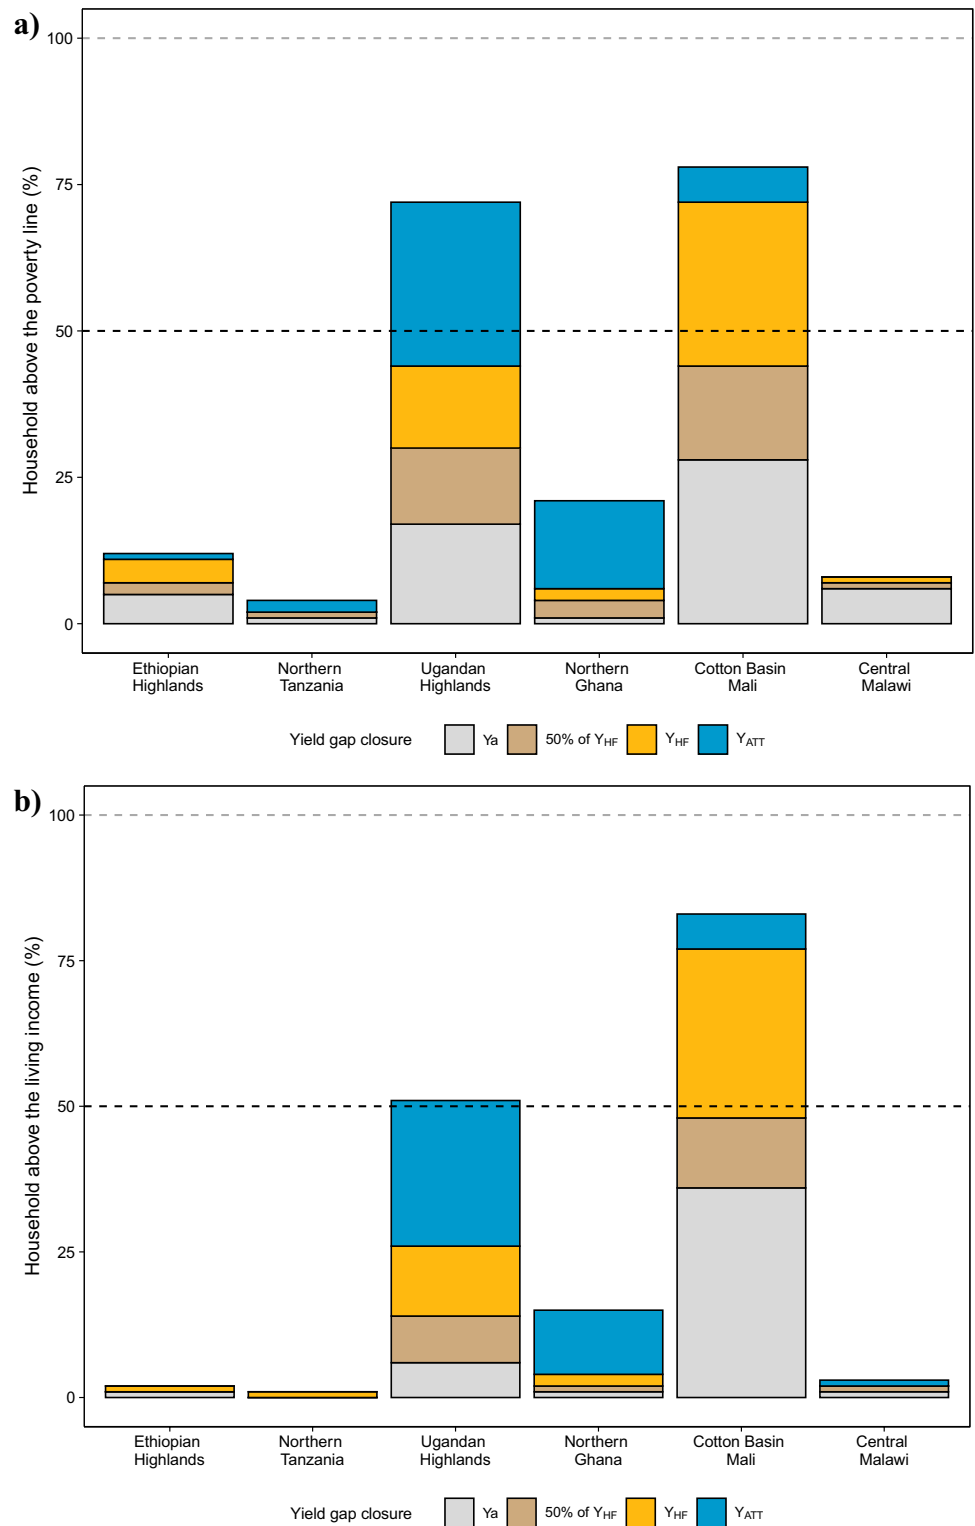 a)
100
75
50
25
0
Household above the poverty line (%)
Ethiopian Highlands
Northern Tanzania
Ugandan Highlands
Northern Ghana
Cotton Basin Mali
Central Malawi
Yield gap closure Ya 50% of YHF YHF YATT
b)
100
75
50
25
0
Household above the living income (%)
Ethiopian Highlands
Northern Tanzania
Ugandan Highlands
Northern Ghana
Cotton Basin Mali
Central Malawi
Yield gap closure Ya 50% of YHF YHF YATT